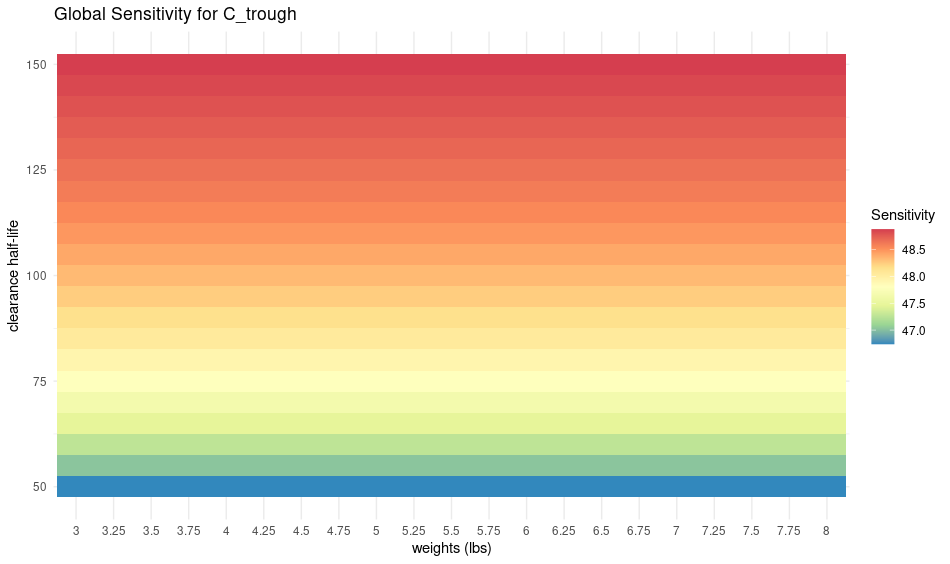 Global Sensitivity for C_trough
150
125
100
75
50
clearance half-life
3 3.25 3.5 3.75 4 4.25 4.5 4.75 5 5.25 5.5 5.75 6 6.25 6.5 6.75 7 7.25 7.5 7.75 8
weights (lbs)
Sensitivity
48.5
48.0
47.5
47.0